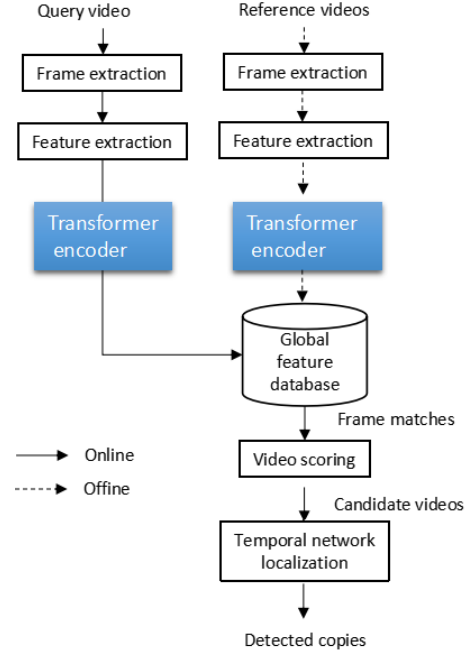 Query video
Reference videos
Frame extraction
Frame extraction
Feature extraction
Feature extraction
Transformer
encoder
Transformer
encoder
Global
feature
database
Frame matches
Online
Video scoring
Offine
Candidate videos
Temporal network
localization
Detected copies